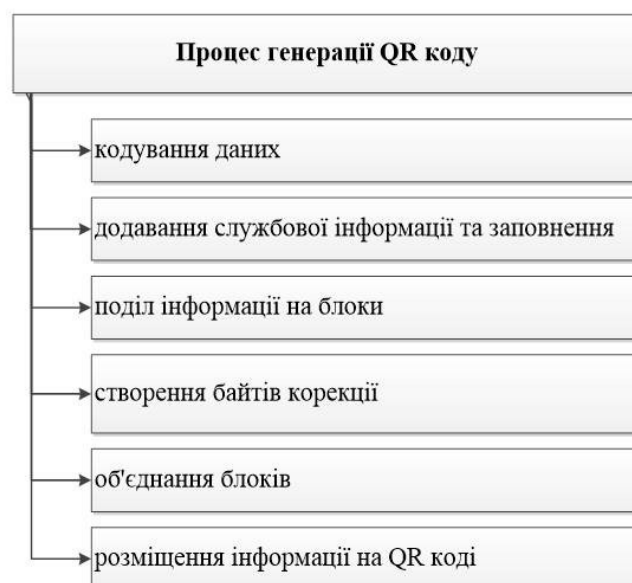 Процес генерації QR коду
кодування даних
додавання службової інформації та заповнення
поділ інформації на блоки
створення байтів корекції
об'єднання блоків
розміщення інформації на QR коді